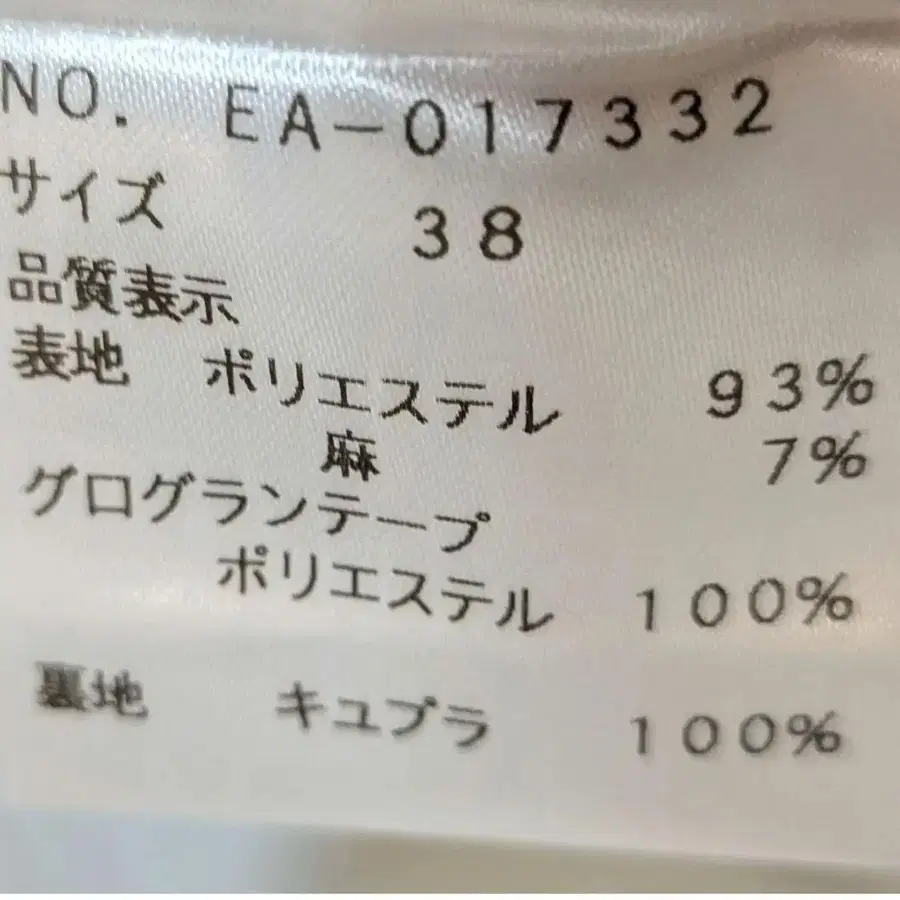 NO. EA-017332
サイズ 38
品質表示
表地 ポリエステル 93%
麻 7%
グログランテープ
ポリエステル 100%
裏地 キュプラ 100%